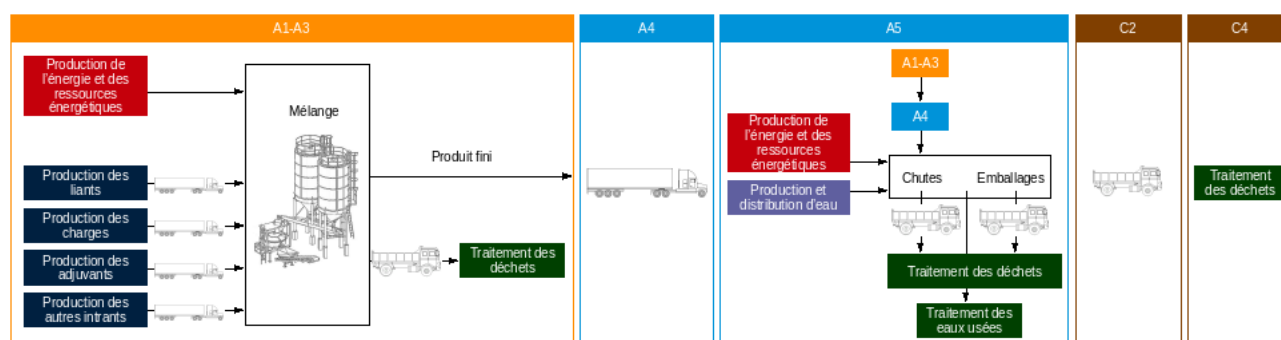 A1-A3
Production de
l'énergie et des
ressources
énergétiques
Mélange
Production des
liants
Production des
charges
Production des
adjuvants
Production des
autres intrants
Produit fini
Traitement des
déchets
A4
A5
A1-A3
A4
Production de
l'énergie et des
ressources
énergétiques
Production et
distribution d'eau
Chutes
Emballages
Traitement des déchets
Traitement des
eaux usées
C2
C4
Traitement
des déchets